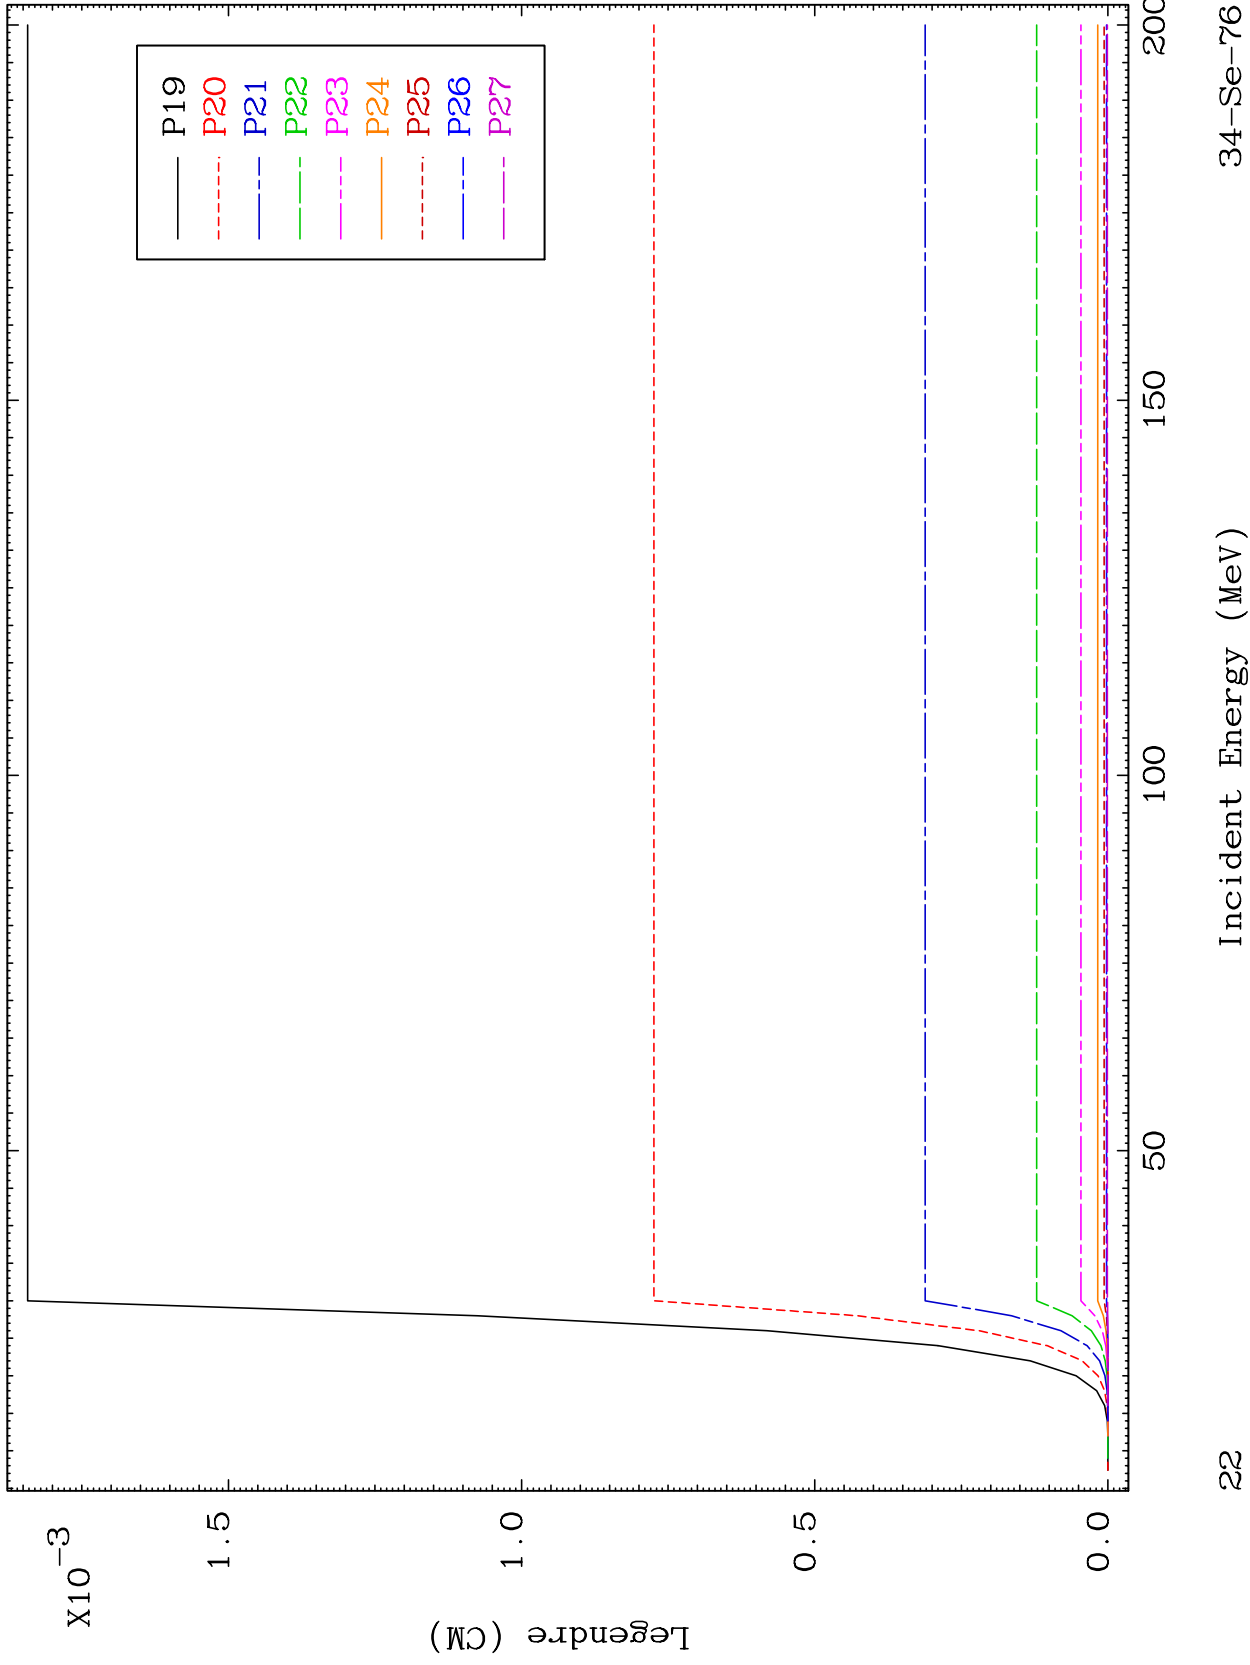 X10-3
1.5
1.0
0.5
0.0
Legendre (CM)
P19
P20
P21
P22
P23
P24
P25
P26
P27
50
100
150
200
Incident Energy (MeV)
22
34-Se-76